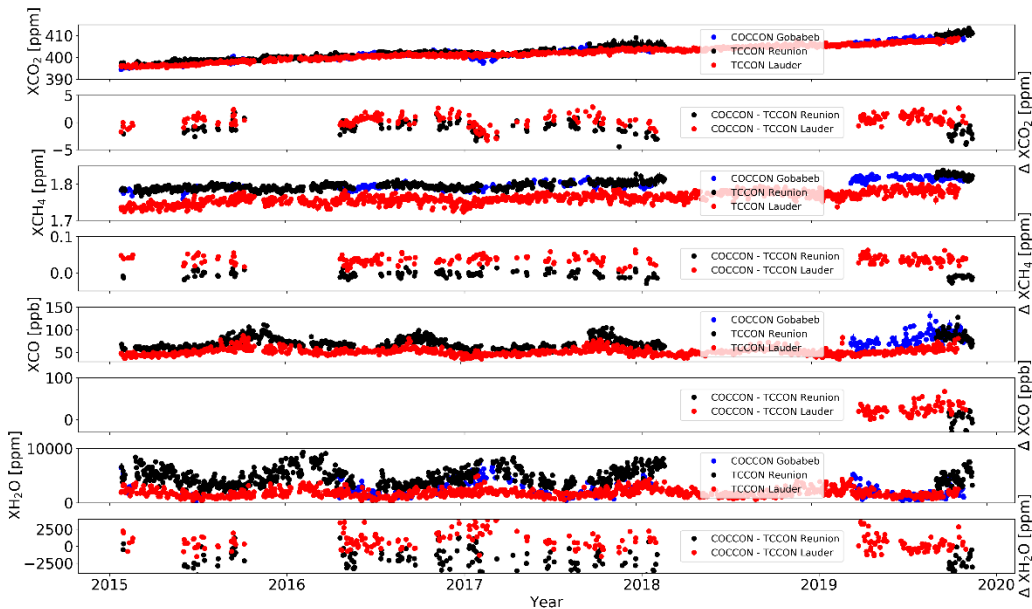 XCO₂ [ppm]
410
400
390
COCCON Gobabeb
TCCON Reunion
TCCON Lauder
5
0
−5
COCCON - TCCON Reunion
COCCON - TCCON Lauder
Δ XCO₂ [ppm]
XCH₄ [ppm]
1.8
1.7
COCCON Gobabeb
TCCON Reunion
TCCON Lauder
0.1
0.0
COCCON - TCCON Reunion
COCCON - TCCON Lauder
Δ XCH₄ [ppm]
XCO [ppb]
150
100
50
COCCON Gobabeb
TCCON Reunion
TCCON Lauder
100
0
COCCON - TCCON Reunion
COCCON - TCCON Lauder
Δ XCO [ppb]
XH₂O [ppm]
10000
5000
0
COCCON Gobabeb
TCCON Reunion
TCCON Lauder
2500
0
−2500
COCCON - TCCON Reunion
COCCON - TCCON Lauder
Δ XH₂O [ppm]
2015 2016 2017 2018 2019 2020
Year